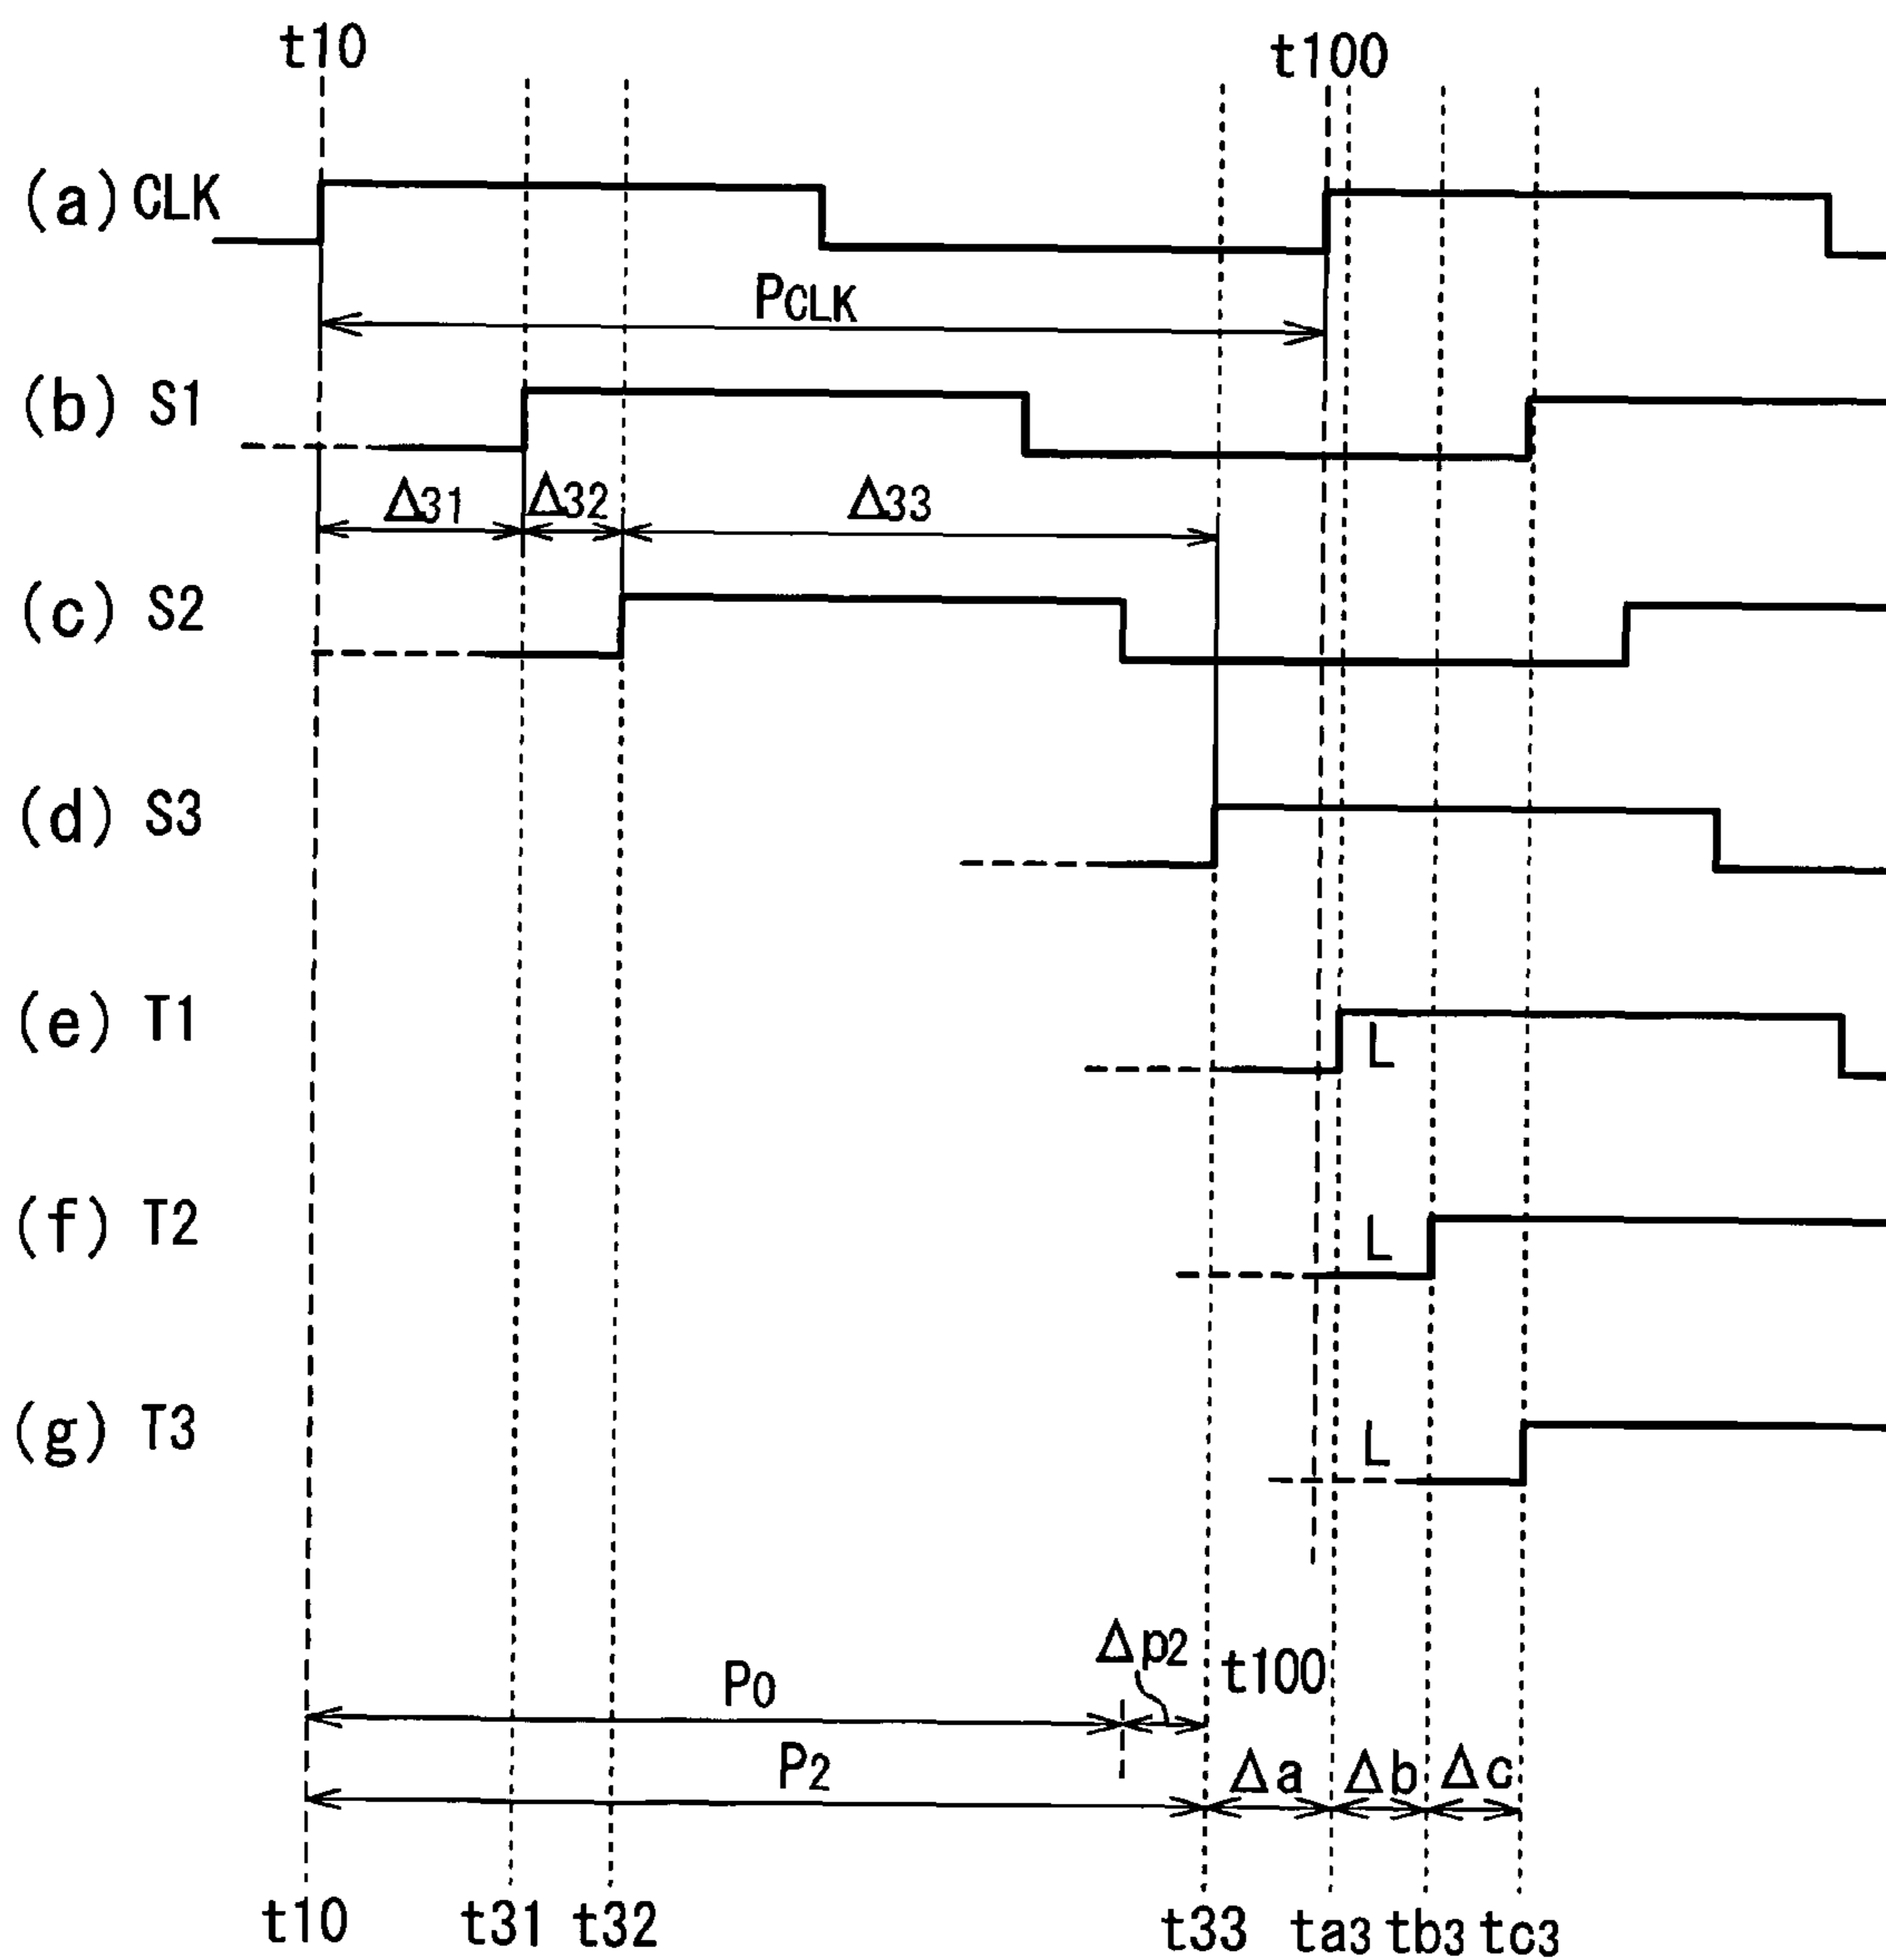 t10 t100
(a) CLK
PCLK
(b) S1
Δ31 Δ32 Δ33
(c) S2
(d) S3
(e) T1 L
(f) T2 L
(g) T3 L
Δp2
P0 t100
P2 Δa Δb Δc
t10 t31 t32 t33 ta3 tb3 tc3